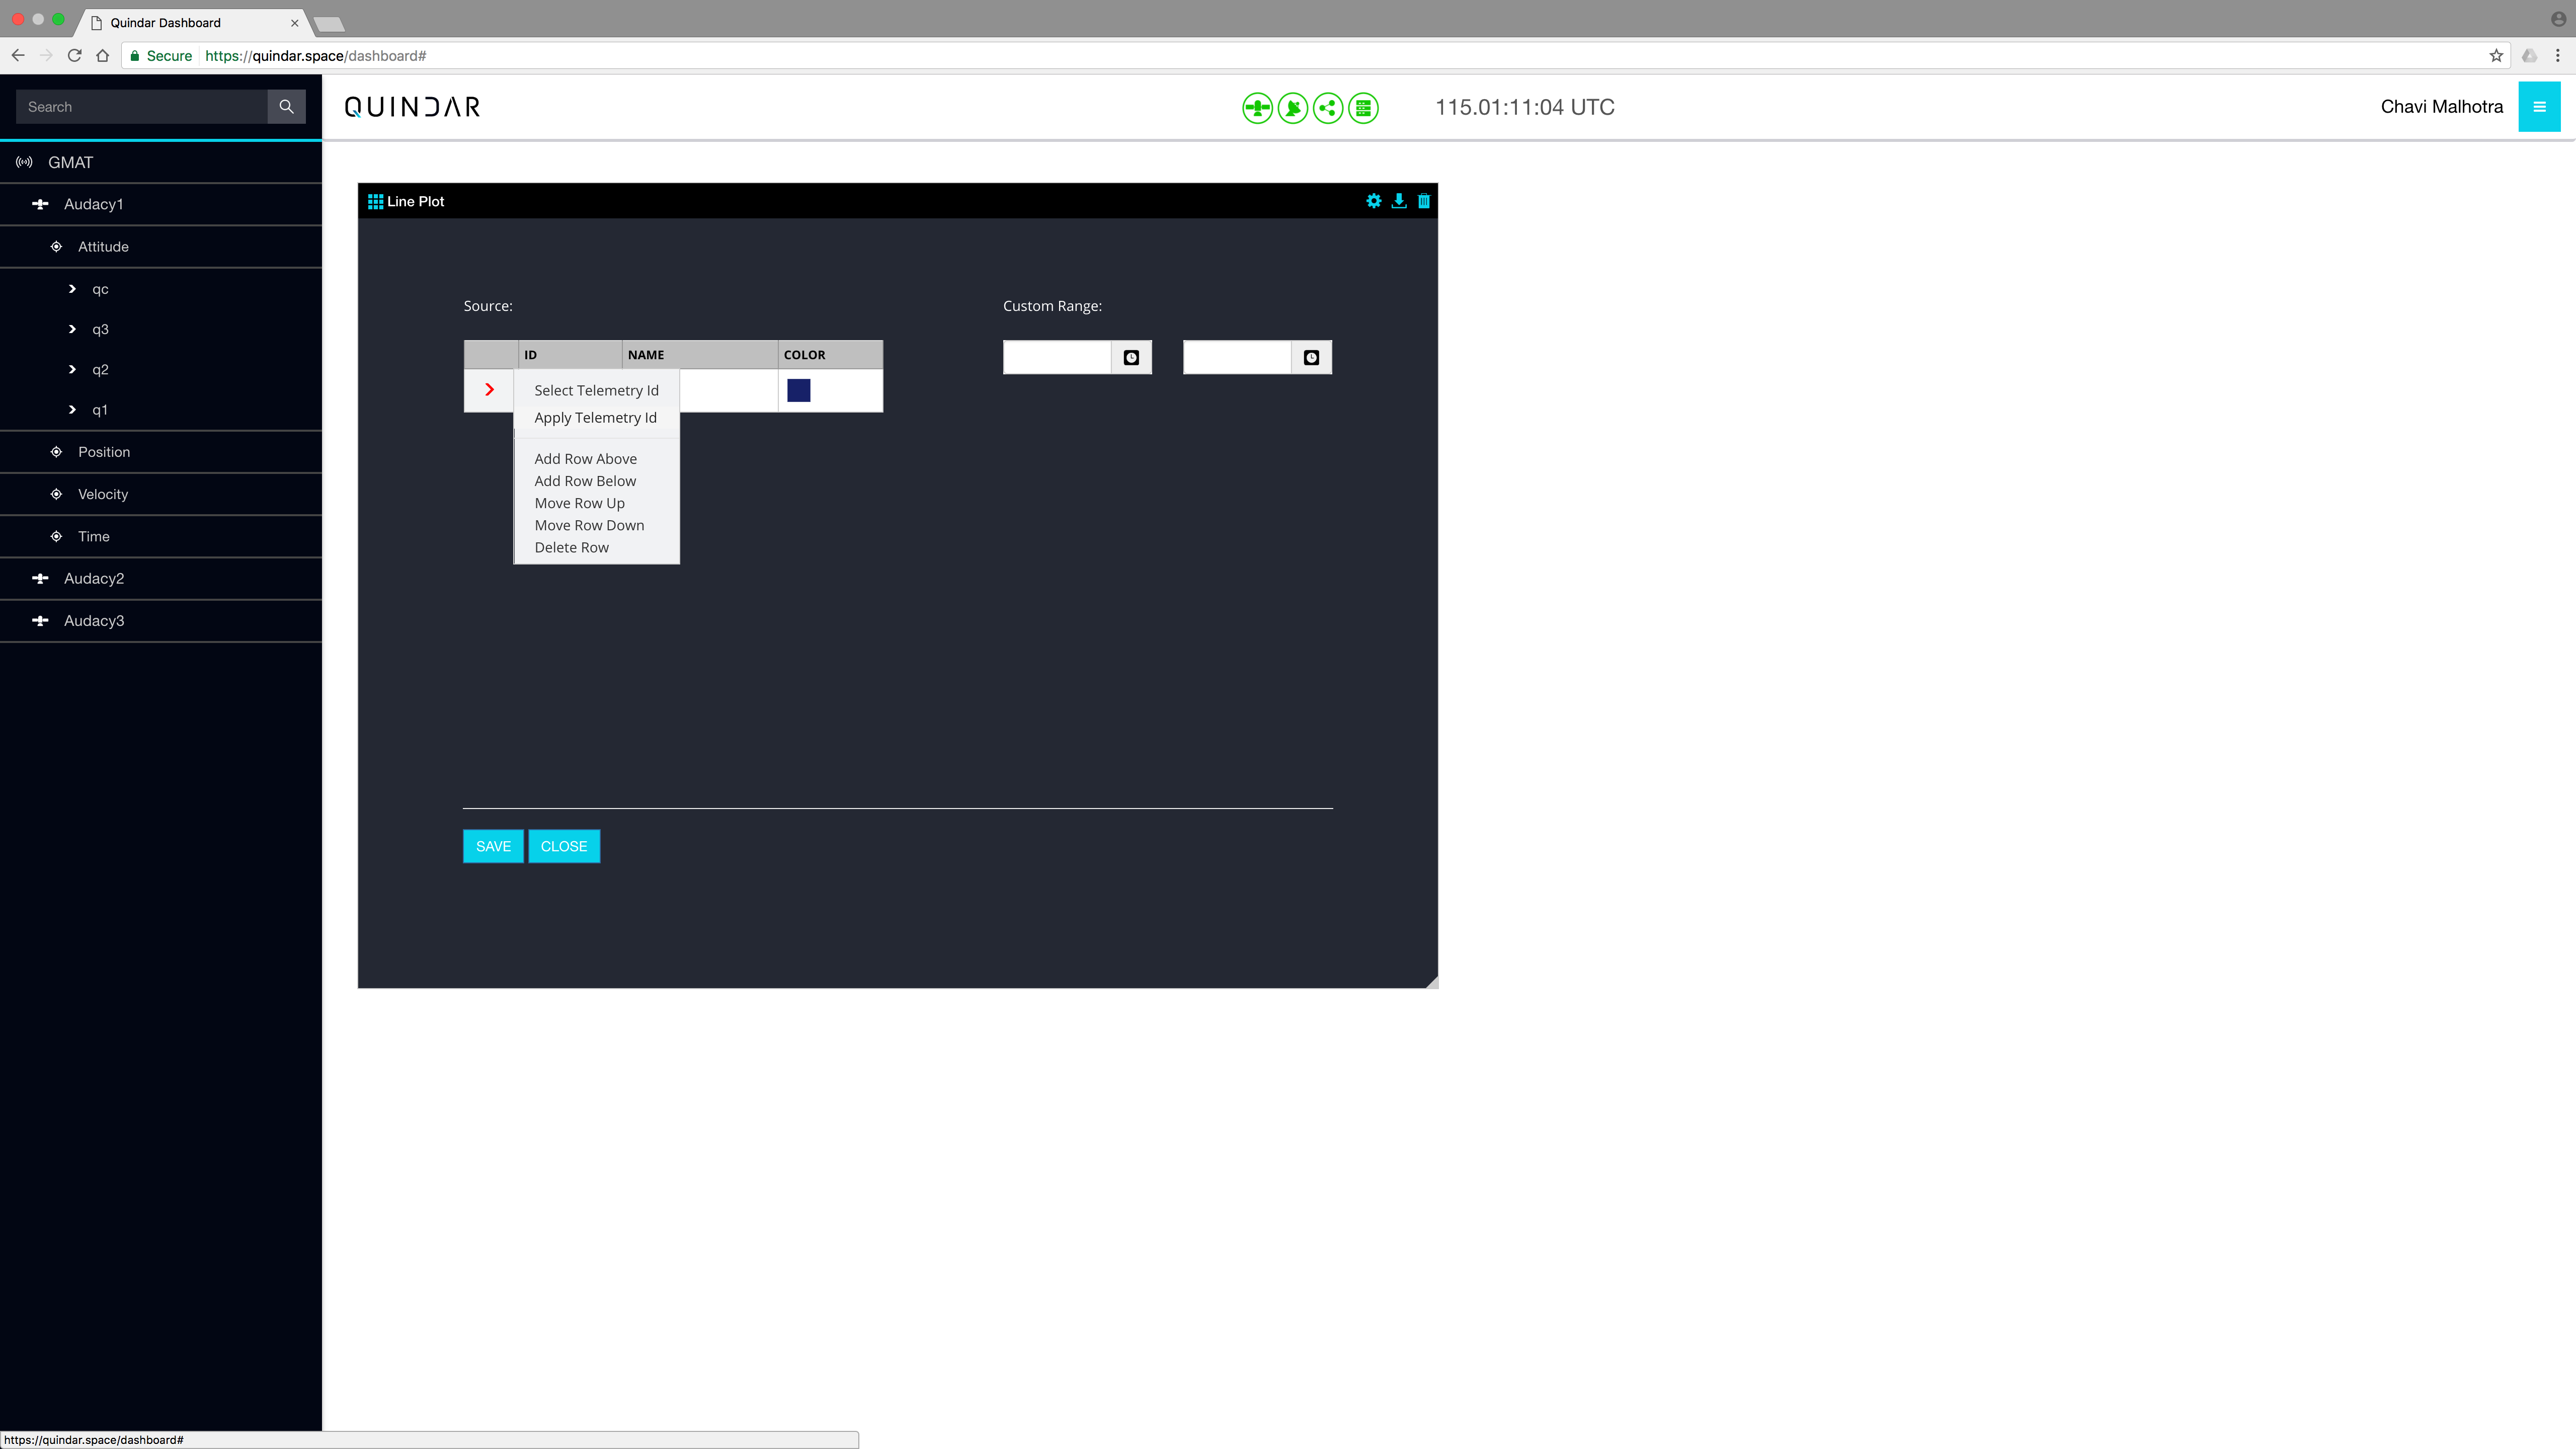 Quindar Dashboard
Secure https://quindar.space/dashboard#
Search
QUINDAR
115.01:11:04 UTC
Chavi Malhotra
GMAT
Audacy1
Attitude
qc
q3
q2
q1
Position
Velocity
Time
Audacy2
Audacy3
Line Plot
Source:
Custom Range:
ID NAME COLOR
Select Telemetry Id
Apply Telemetry Id
Add Row Above
Add Row Below
Move Row Up
Move Row Down
Delete Row
SAVE CLOSE
https://quindar.space/dashboard#